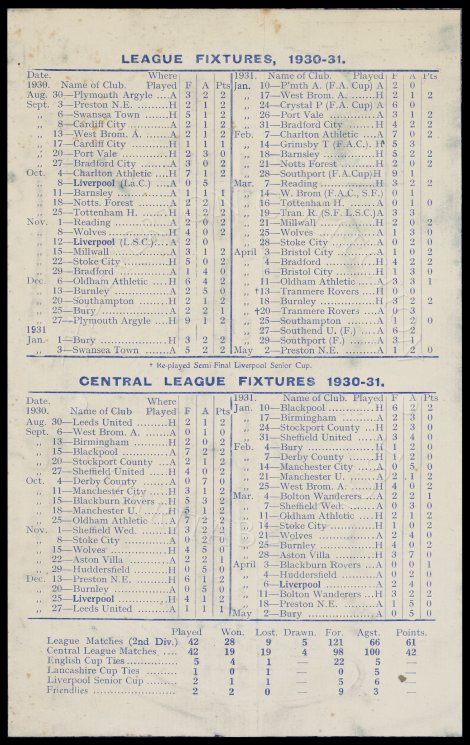 LEAGUE FIXTURES, 1930-31.
Date. Where
1930. Name of Club. Played F A Pts
Aug. 30—Plymouth Argyle .... A 3 2 2
Sept. 3—Preston N.E. ........... H 2 1 2
„ 6—Swansea Town ........ H 5 1 2
„ 8—Cardiff City .............. A 2 1 2
„ 13—West Brom. A. ........ A 2 1 2
„ 17—Cardiff City .............. H 1 1 1
„ 20—Port Vale ................. H 2 3 0
„ 27—Bradford City ........... A 3 0 2
Oct. 4—Charlton Athletic .... H 7 1 2
„ 8—Liverpool (La.C.) .... A 0 5
„ 11—Barnsley ................... A 1 1 1
„ 18—Notts. Forest ........... A 2 2 1
„ 25—Tottenham H. .......... H 4 2 2
Nov. 1—Reading .................... A 2 0 2
„ 8—Wolves ...................... H 4 0 2
„ 12—Liverpool (L.S.C.) ... A 2 0
„ 15—Millwall .................... A 3 1 2
„ 22—Stoke City ................ H 5 0 2
„ 29—Bradford ................... A 1 4 0
Dec. 6—Oldham Athletic ..... H 6 4 2
„ 13—Burnley .................... A 2 5 0
„ 20—Southampton ........... H 2 1 2
„ 25—Bury ......................... A 2 2 1
„ 27—Plymouth Argyle .... H 9 1 2
1931
Jan. 1—Bury ......................... H 3 2 2
„ 3—Swansea Town ......... A 5 2 2
1931. Name of Club. Played F A Pts
Jan. 10—P'mth A. (F.A. Cup) A 2 0
„ 17—West Brom. A. ........ H 2 1 2
„ 24—Crystal P (F.A. Cup) A 6 0
„ 26—Port Vale ................. A 3 1 2
„ 31—Bradford City ........... H 4 2 2
Feb. 7—Charlton Athletic ..... A 7 0 2
„ 14—Grimsby T (F.A.C.). H 5 3
„ 18—Barnsley ................... H 5 2 2
„ 21—Notts Forest ............. H 2 0 2
„ 28—Southport (F.A.Cup) H 9 1
Mar. 7—Reading .................... H 3 2 2
„ 14—W. Brom (F.A.C., S.F.) 0 1
„ 16—Tottenham H. ........... A 0 1 0
„ 19—Tran. R. (S.F. L.S.C.) A 3 3
„ 21—Millwall .................... H 2 0 2
„ 25—Wolves ..................... A 1 3 0
„ 28—Stoke City ................ A 0 2 0
April 3—Bristol City .............. A 1 0 2
„ 4—Bradford ................... H 4 2 2
„ 6—Bristol City .............. H 1 3 0
„ 11—Oldham Athletic ...... A 3 3 1
„ †13—Tranmere Rovers .... H 0 0
„ 18—Burnley .................... H 3 2 2
„ †20—Tranmere Rovers .... A 0 3
„ 25—Southampton ........... A 1 2 0
„ 27—Southend U. (F.) ..... A 6 2
„ 29—Southport (F.) .......... A 3 1
May 2—Preston N.E. ............ A 1 2 0
† Re-played Semi-Final Liverpool Senior Cup.
CENTRAL LEAGUE FIXTURES 1930-31.
Date. Where
1930. Name of Club Played F A Pts
Aug. 30—Leeds United ............ H 2 1 2
Sept. 6—West Brom. A. ........ A 0 1 0
„ 13—Birmingham ............ H 2 0 2
„ 15—Blackpool ................ A 7 2 2
„ 20—Stockport County .... A 2 1 2
„ 27—Sheffield United ....... H 4 0 2
Oct. 4—Derby County ......... A 0 7 0
„ 11—Manchester City ...... H 3 1 2
„ 15—Blackburn Rovers .... H 5 3 2
„ 18—Manchester U. ......... H 5 1 2
„ 25—Oldham Athletic ...... A 7 2 2
Nov. 1—Sheffield Wed. ......... H 3 2 2
„ 8—Stoke City ............... A 0 2 0
„ 15—Wolves .................... H 4 5 0
„ 22—Aston Villa ............. A 2 2 1
„ 29—Huddersfield ............ H 0 5 0
Dec. 13—Preston N.E. ........... H 6 1 2
„ 20—Burnley ................... A 0 5 0
„ 25—Liverpool ................ H 4 1 2
„ 27—Leeds United ........... A 1 1 1
1931. Name of Club. Played F A Pts
Jan. 10—Blackpool ................ H 6 2 2
„ 17—Birmingham ............ A 2 3 0
„ 24—Stockport County .... H 2 3 0
„ 31—Sheffield United ...... A 3 4 0
Feb. 4—Bury ........................ H 1 2 0
„ 7—Derby County ......... H 1 2 0
„ 14—Manchester City ...... A 0 5 0
„ 21—Manchester U. ......... A 2 1 2
„ 25—West Brom. A. ........ H 4 0 2
Mar. 4—Bolton Wanderers .... A 2 2 1
„ 7—Sheffield Wed. ......... A 0 3 0
„ 11—Oldham Athletic ...... H 2 1 2
„ 14—Stoke City ............... H 1 0 2
„ 21—Wolves .................... A 2 4 0
„ 25—Burnley ................... H 4 0 2
„ 28—Aston Villa ............. H 3 7 0
April 3—Blackburn Rovers .... A 0 0 1
„ 4—Huddersfield ............ A 0 2 0
„ 6—Liverpool ................ A 2 4 0
„ 11—Bolton Wanderers ... H 3 2 2
„ 18—Preston N.E. ........... A 1 5 0
May 2—Bury ........................ A 0 5 0
Played Won. Lost. Drawn. For. Agst. Points.
League Matches (2nd Div.) 42 28 9 5 121 66 61
Central League Matches .... 42 19 19 4 98 100 42
English Cup Ties ............... 5 4 1 — 22 5 —
Lancashire Cup Ties .......... 1 0 1 — 0 5 —
Liverpool Senior Cup ......... 2 1 1 — 5 6 —
Friendlies ........................... 2 2 0 — 9 3 —